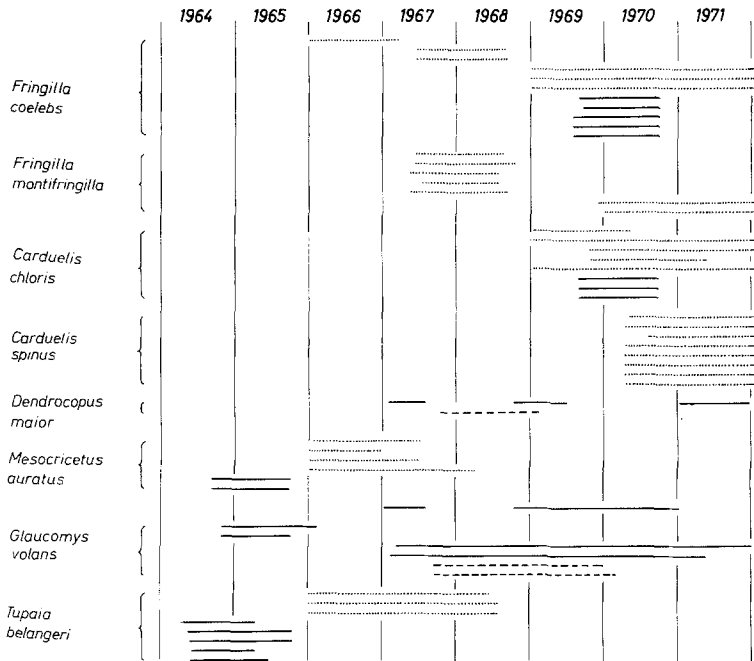 1964 1965 1966 1967 1968 1969 1970 1971
Fringilla
coelebs
Fringilla
montifringilla
Carduelis
chloris
Carduelis
spinus
Dendrocopus
maior
Mesocricetus
auratus
Glaucomys
volans
Tupaia
belangeri